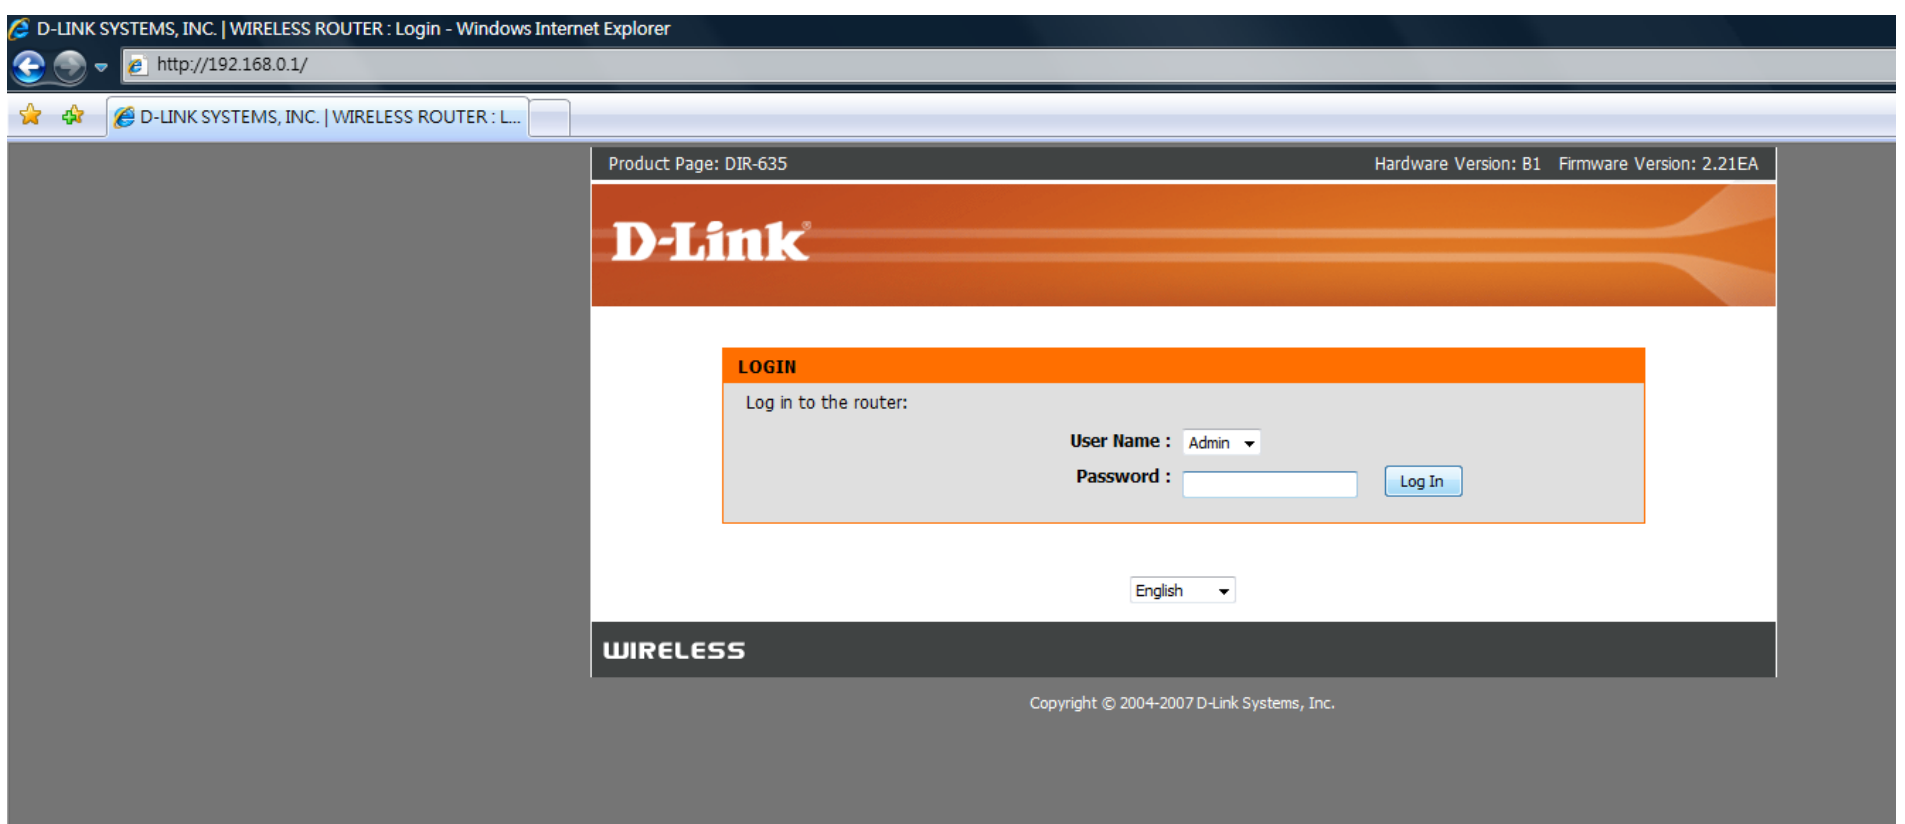 D-LINK SYSTEMS, INC. | WIRELESS ROUTER : Login - Windows Internet Explorer
http://192.168.0.1/
D-LINK SYSTEMS, INC. | WIRELESS ROUTER : L...
Product Page: DIR-635 Hardware Version: B1 Firmware Version: 2.21EA
D-Link®
LOGIN
Log in to the router:
User Name : Admin
Password : Log In
English
WIRELESS
Copyright © 2004-2007 D-Link Systems, Inc.